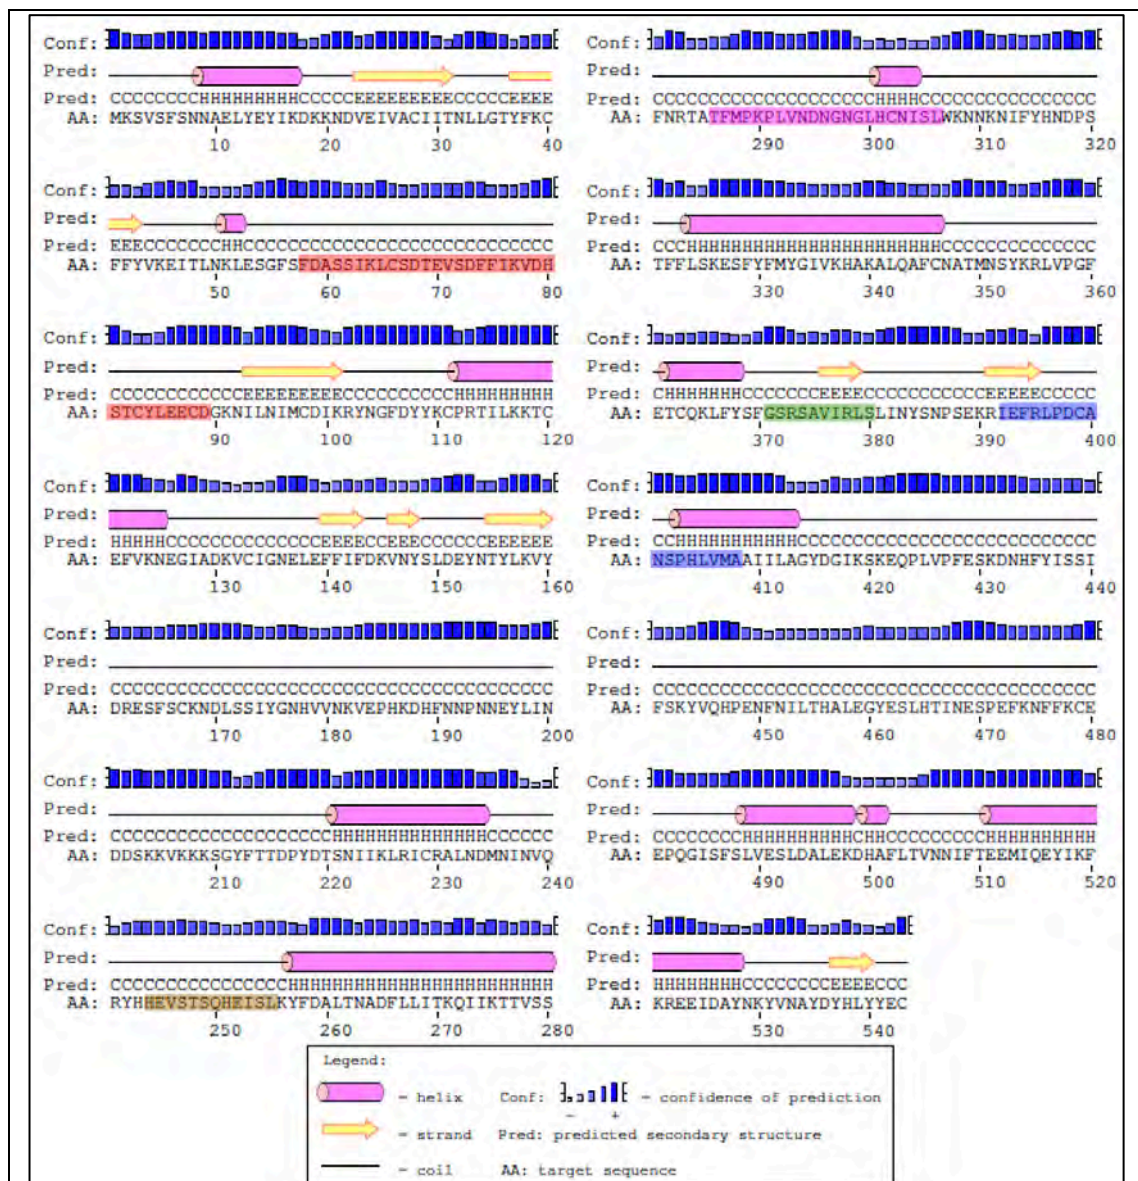 Conf:
Pred:
Pred: CCCCCCCCHHHHHHHHHCCCCCEEEEEEEEECCCCCEEEE
AA: MKSVSFSNNAELYEYIKDKKNDVEIVACIITNLLGTYFKC
10 20 30 40
Conf:
Pred:
Pred: EEECCCCCCCHHCCCCCCCCCCCCCCCCCCCCCCCCCCCC
AA: FFYVKEITLNKLESGFSFDASSIKLCSDTEVSDFFIKVDH
50 60 70 80
Conf:
Pred:
Pred: CCCCCCCCCCCCEEEEEEEEECCCCCCCCCCHHHHHHHHH
AA: STCYLEECDGKNILNIMCDIKRYNGFDYYKCPRTILKKTC
90 100 110 120
Conf:
Pred:
Pred: HHHHHCCCCCCCCCCCCCCEEEECCEEECCCCCCEEEEEE
AA: EFVKNEGIADKVCIGNELEFFIFDKVNYSLDEYNTYLKVY
130 140 150 160
Conf:
Pred:
Pred: CCCCCCCCCCCCCCCCCCCCCCCCCCCCCCCCCCCCCCCC
AA: DRESFSCKNDLSSIYGNHVVNKVEPHKDHFNNPNNEYLIN
170 180 190 200
Conf:
Pred:
Pred: CCCCCCCCCCCCCCCCCCCCHHHHHHHHHHHHHHCCCCCC
AA: DDSKKVKKKSGYFTTDPYDTSNIIKLRICRALNDMNINVQ
210 220 230 240
Conf:
Pred:
Pred: CCCCCCCCCCCCCCCCHHHHHHHHHHHHHHHHHHHHHHHH
AA: RYHHEVSTSQHEISLKYFDALTNADFLLITKQIIKTTVSS
250 260 270 280
Conf:
Pred:
Pred: CCCCCCCCCCCCCCCCCCCCHHHHCCCCCCCCCCCCCCCC
AA: FNRTATFMPKPLVNDNGNGLHCNISLWKNNKNIFYHNDPS
290 300 310 320
Conf:
Pred:
Pred: CCCHHHHHHHHHHHHHHHHHHHHHHHCCCCCCCCCCCCCC
AA: TFFLSKESFYFMYGIVKHAKALQAFCNATMNSYKRLVPGF
330 340 350 360
Conf:
Pred:
Pred: CHHHHHHHCCCCCCCEEEECCCCCCCCCCCEEEEECCCCC
AA: ETCQKLFYSFGSRSAVIRLSLINYSNPSEKRIEFRLPDCA
370 380 390 400
Conf:
Pred:
Pred: CCHHHHHHHHHHHCCCCCCCCCCCCCCCCCCCCCCCCCCC
AA: NSPHLVMAAIILAGYDGIKSKEQPLVPFESKDNHFYISSI
410 420 430 440
Conf:
Pred:
Pred: CCCCCCCCCCCCCCCCCCCCCCCCCCCCCCCCCCCCCCCC
AA: FSKYVQHPENFNILTHALEGYESLHTINESPEFKNFFKCE
450 460 470 480
Conf:
Pred:
Pred: CCCCCCCCHHHHHHHHHHCHHCCCCCCCCCHHHHHHHHHH
AA: EPQGISFSLVESLDALEKDHAFLTVNNIFTEEMIQEYIKF
490 500 510 520
Conf:
Pred:
Pred: HHHHHHHHCCCCCCCCEEEECCC
AA: KREEIDAYNKYVNAYDYHLYYEC
530 540
Legend:
- helix Conf: - confidence of prediction
- +
- strand Pred: predicted secondary structure
- coil AA: target sequence